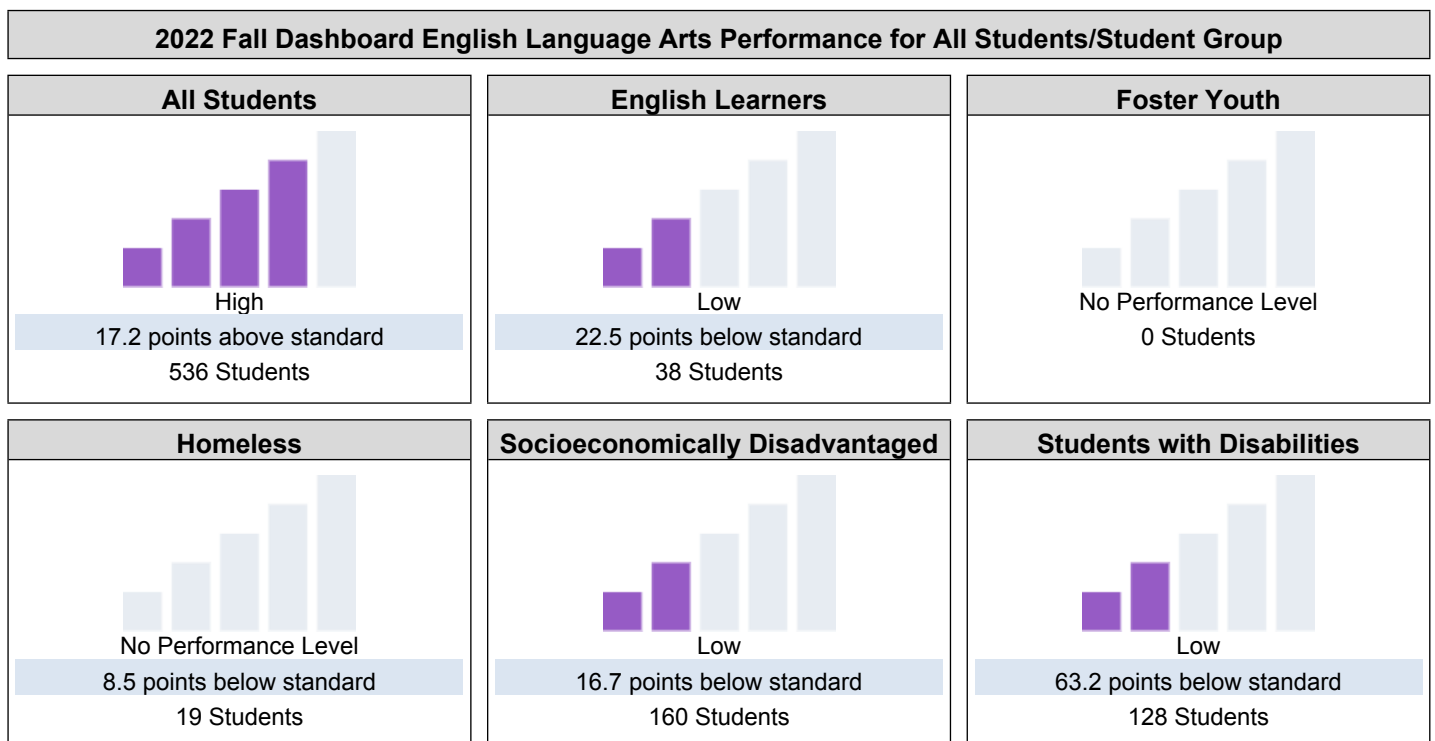 2022 Fall Dashboard English Language Arts Performance for All Students/Student Group
All Students
High
17.2 points above standard
536 Students
English Learners
Low
22.5 points below standard
38 Students
Foster Youth
No Performance Level
0 Students
Homeless
No Performance Level
8.5 points below standard
19 Students
Socioeconomically Disadvantaged
Low
16.7 points below standard
160 Students
Students with Disabilities
Low
63.2 points below standard
128 Students